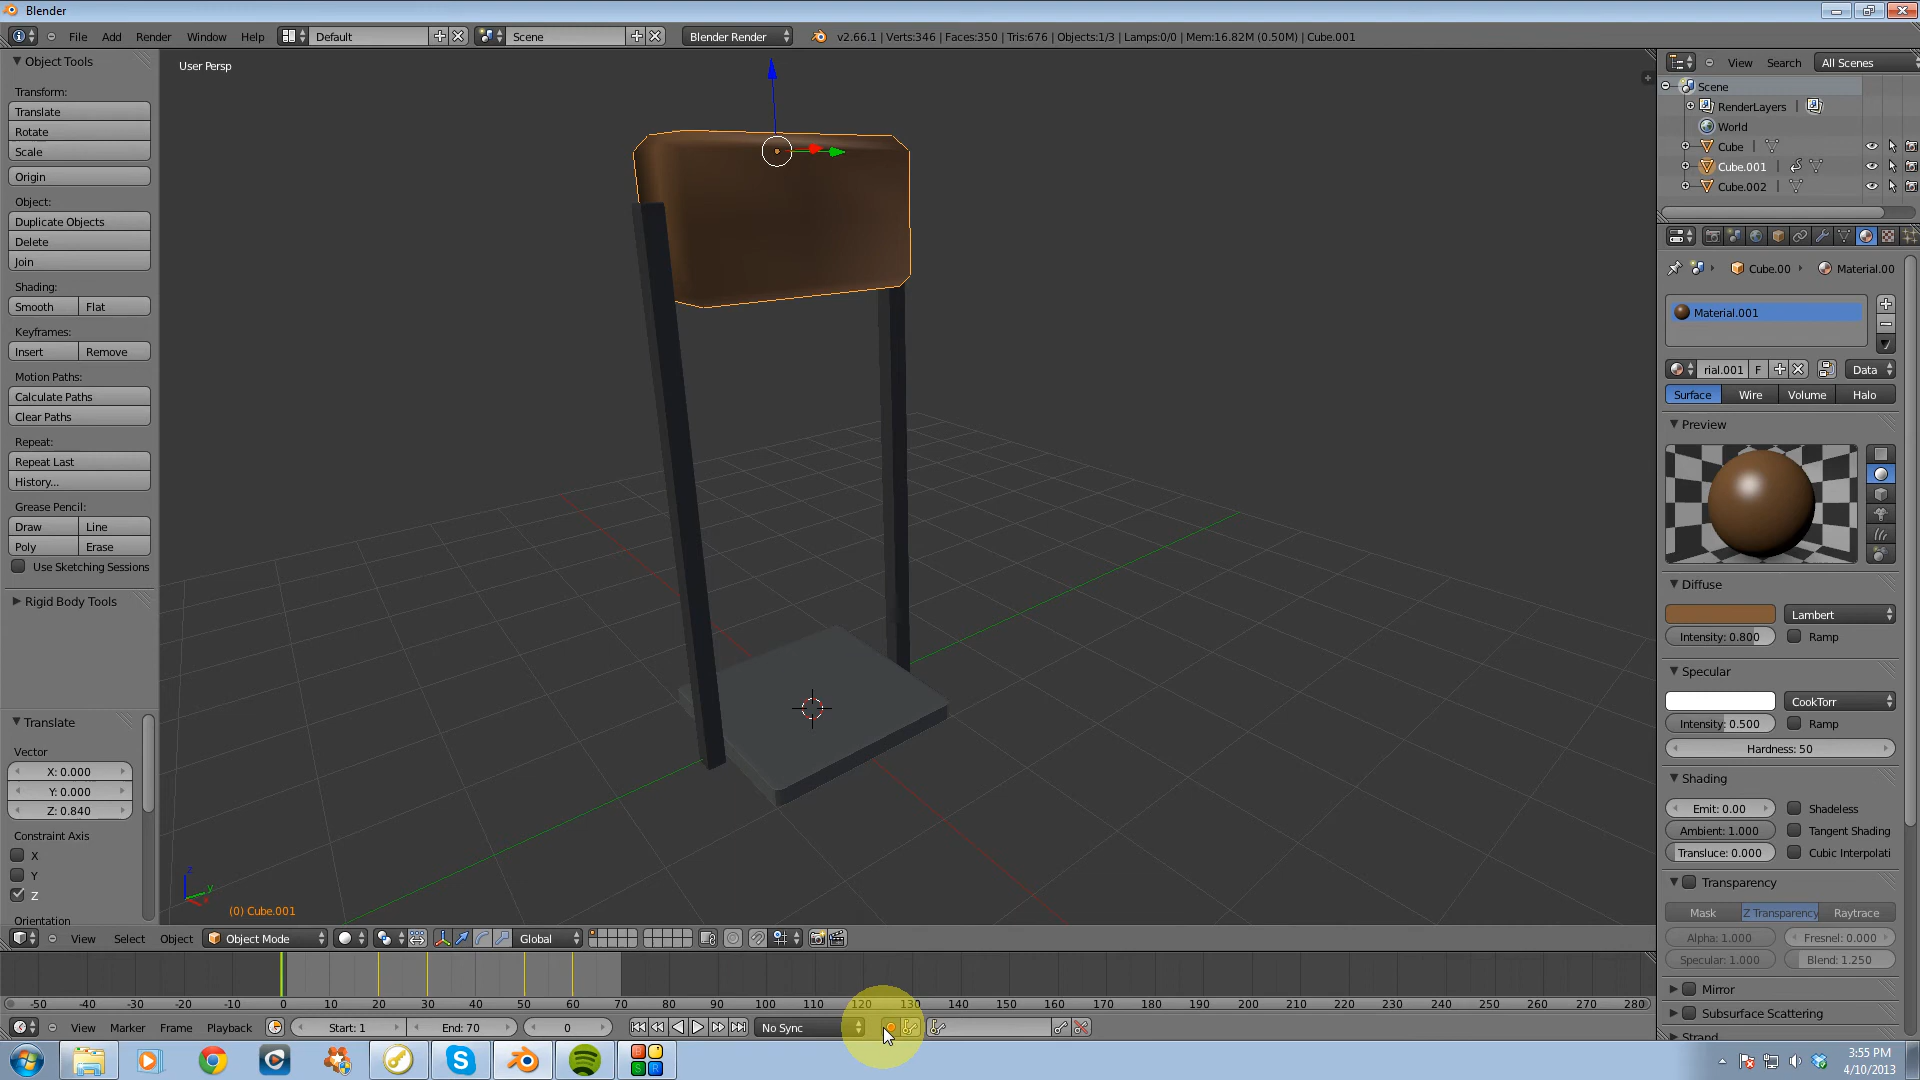 Blender
File Add Render Window Help Default Scene Blender Render v2.66.1 | Verts:346 | Faces:350 | Tris:676 | Objects:1/3 | Lamps:0/0 | Mem:16.82M (0.50M) | Cube.001
Object Tools
Transform:
Translate
Rotate
Scale
Origin
Object:
Duplicate Objects
Delete
Join
Shading:
Smooth Flat
Keyframes:
Insert Remove
Motion Paths:
Calculate Paths
Clear Paths
Repeat:
Repeat Last
History...
Grease Pencil:
Draw Line
Poly Erase
Use Sketching Sessions
Rigid Body Tools
Translate
Vector
X: 0.000
Y: 0.000
Z: 0.840
Constraint Axis
X
Y
Z
Orientation
User Persp
z
y
(0) Cube.001
View Search All Scenes
Scene
RenderLayers
World
Cube
Cube.001
Cube.002
Cube.00 Material.00
Material.001
rial.001 F Data
Surface Wire Volume Halo
Preview
Diffuse
Lambert
Intensity: 0.800 Ramp
Specular
CookTorr
Intensity: 0.500 Ramp
Hardness: 50
Shading
Emit: 0.00 Shadeless
Ambient: 1.000 Tangent Shading
Transluce: 0.000 Cubic Interpolati
Transparency
Mask Z Transparency Raytrace
Alpha: 1.000 Fresnel: 0.000
Specular: 1.000 Blend: 1.250
Mirror
Subsurface Scattering
Strand
View Select Object Object Mode Global
-50 -40 -30 -20 -10 0 10 20 30 40 50 60 70 80 90 100 110 120 130 140 150 160 170 180 190 200 210 220 230 240 250 260 270 280
View Marker Frame Playback Start: 1 End: 70 0 No Sync
S R
3:55 PM
4/10/2013